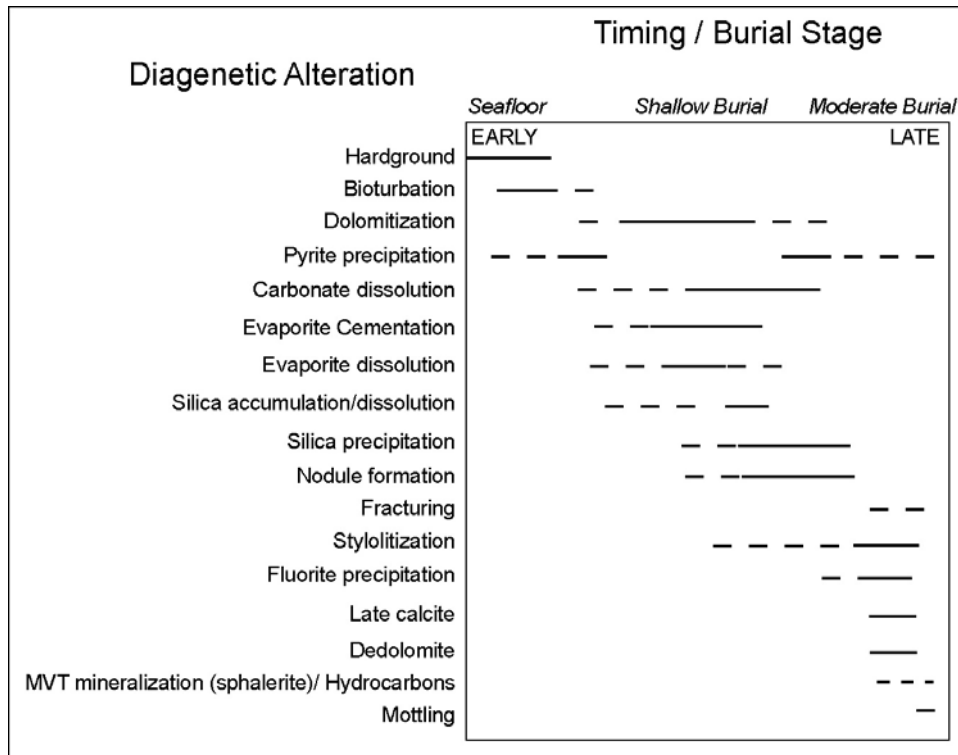 Timing / Burial Stage
Diagenetic Alteration
Seafloor Shallow Burial Moderate Burial
EARLY LATE
Hardground
Bioturbation
Dolomitization
Pyrite precipitation
Carbonate dissolution
Evaporite Cementation
Evaporite dissolution
Silica accumulation/dissolution
Silica precipitation
Nodule formation
Fracturing
Stylolitization
Fluorite precipitation
Late calcite
Dedolomite
MVT mineralization (sphalerite)/ Hydrocarbons
Mottling